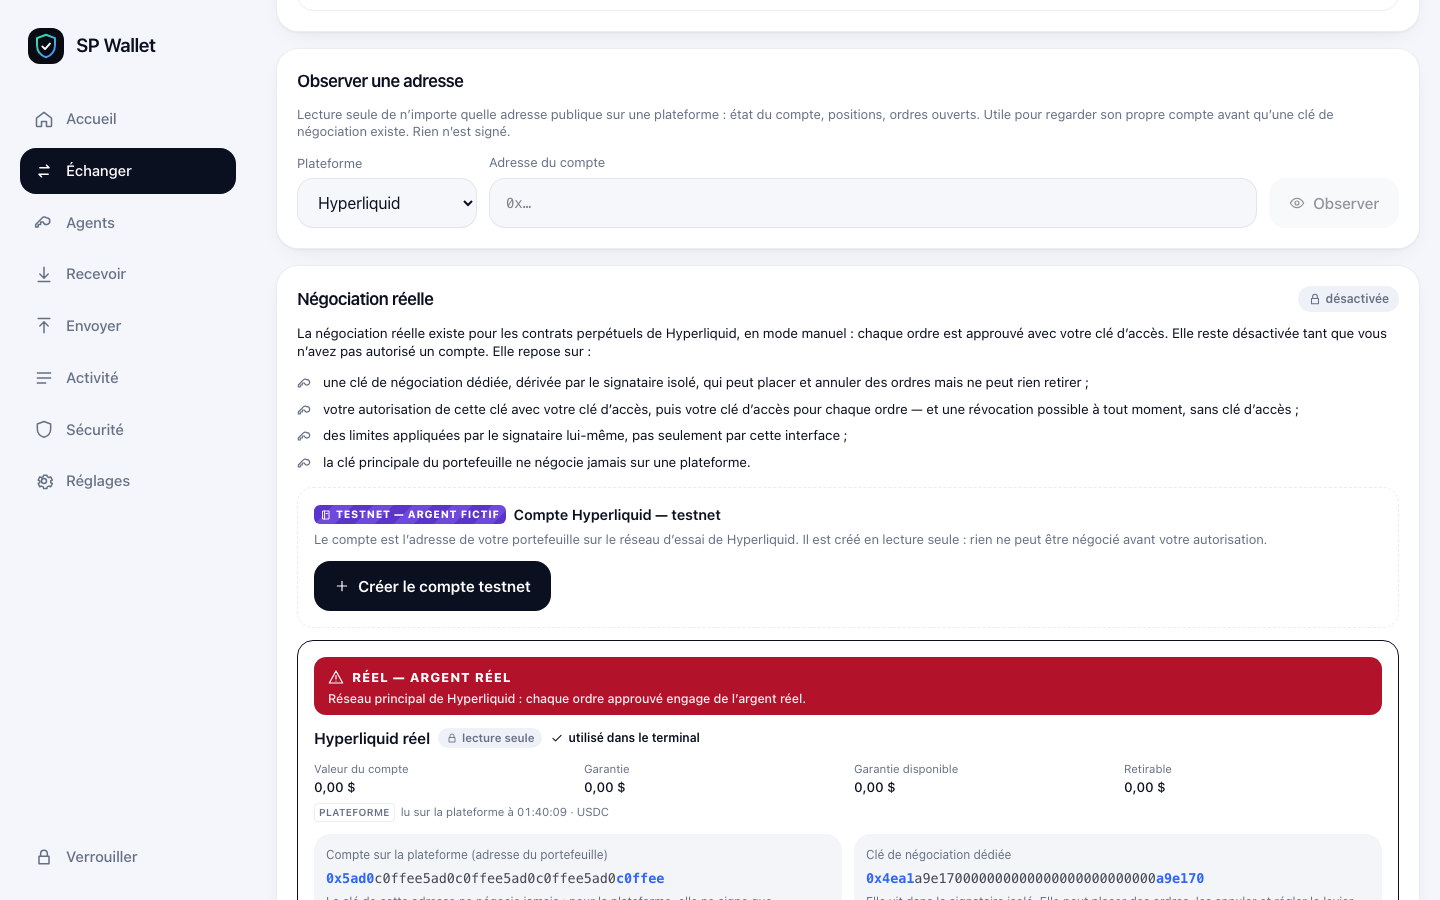 SP Wallet
Accueil
Échanger
Agents
Recevoir
Envoyer
Activité
Sécurité
Réglages
Verrouiller
Observer une adresse
Lecture seule de n’importe quelle adresse publique sur une plateforme : état du compte, positions, ordres ouverts. Utile pour regarder son propre compte avant qu’une clé de
négociation existe. Rien n’est signé.
Plateforme
Adresse du compte
Hyperliquid
0x…
Observer
Négociation réelle
désactivée
La négociation réelle existe pour les contrats perpétuels de Hyperliquid, en mode manuel : chaque ordre est approuvé avec votre clé d’accès. Elle reste désactivée tant que vous
n’avez pas autorisé un compte. Elle repose sur :
une clé de négociation dédiée, dérivée par le signataire isolé, qui peut placer et annuler des ordres mais ne peut rien retirer ;
votre autorisation de cette clé avec votre clé d’accès, puis votre clé d’accès pour chaque ordre — et une révocation possible à tout moment, sans clé d’accès ;
des limites appliquées par le signataire lui-même, pas seulement par cette interface ;
la clé principale du portefeuille ne négocie jamais sur une plateforme.
TESTNET — ARGENT FICTIF
Compte Hyperliquid — testnet
Le compte est l’adresse de votre portefeuille sur le réseau d’essai de Hyperliquid. Il est créé en lecture seule : rien ne peut être négocié avant votre autorisation.
Créer le compte testnet
RÉEL — ARGENT RÉEL
Réseau principal de Hyperliquid : chaque ordre approuvé engage de l’argent réel.
Hyperliquid réel
lecture seule
utilisé dans le terminal
Valeur du compte
0,00 $
Garantie
0,00 $
Garantie disponible
0,00 $
Retirable
0,00 $
PLATEFORME
lu sur la plateforme à 01:40:09 · USDC
Compte sur la plateforme (adresse du portefeuille)
0x5ad0c0ffee5ad0c0ffee5ad0c0ffee5ad0c0ffee
Clé de négociation dédiée
0x4ea1a9e1700000000000000000000000000a9e170